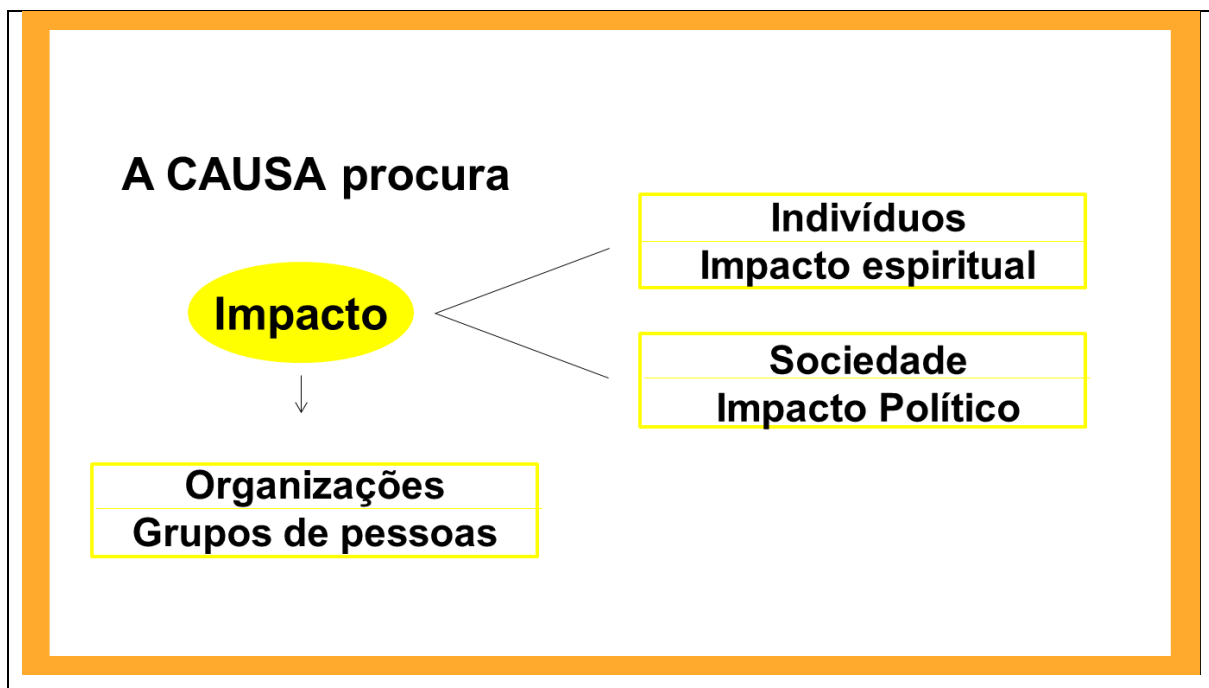 A CAUSA procura
Impacto
Indivíduos
Impacto espiritual
Sociedade
Impacto Político
Organizações
Grupos de pessoas